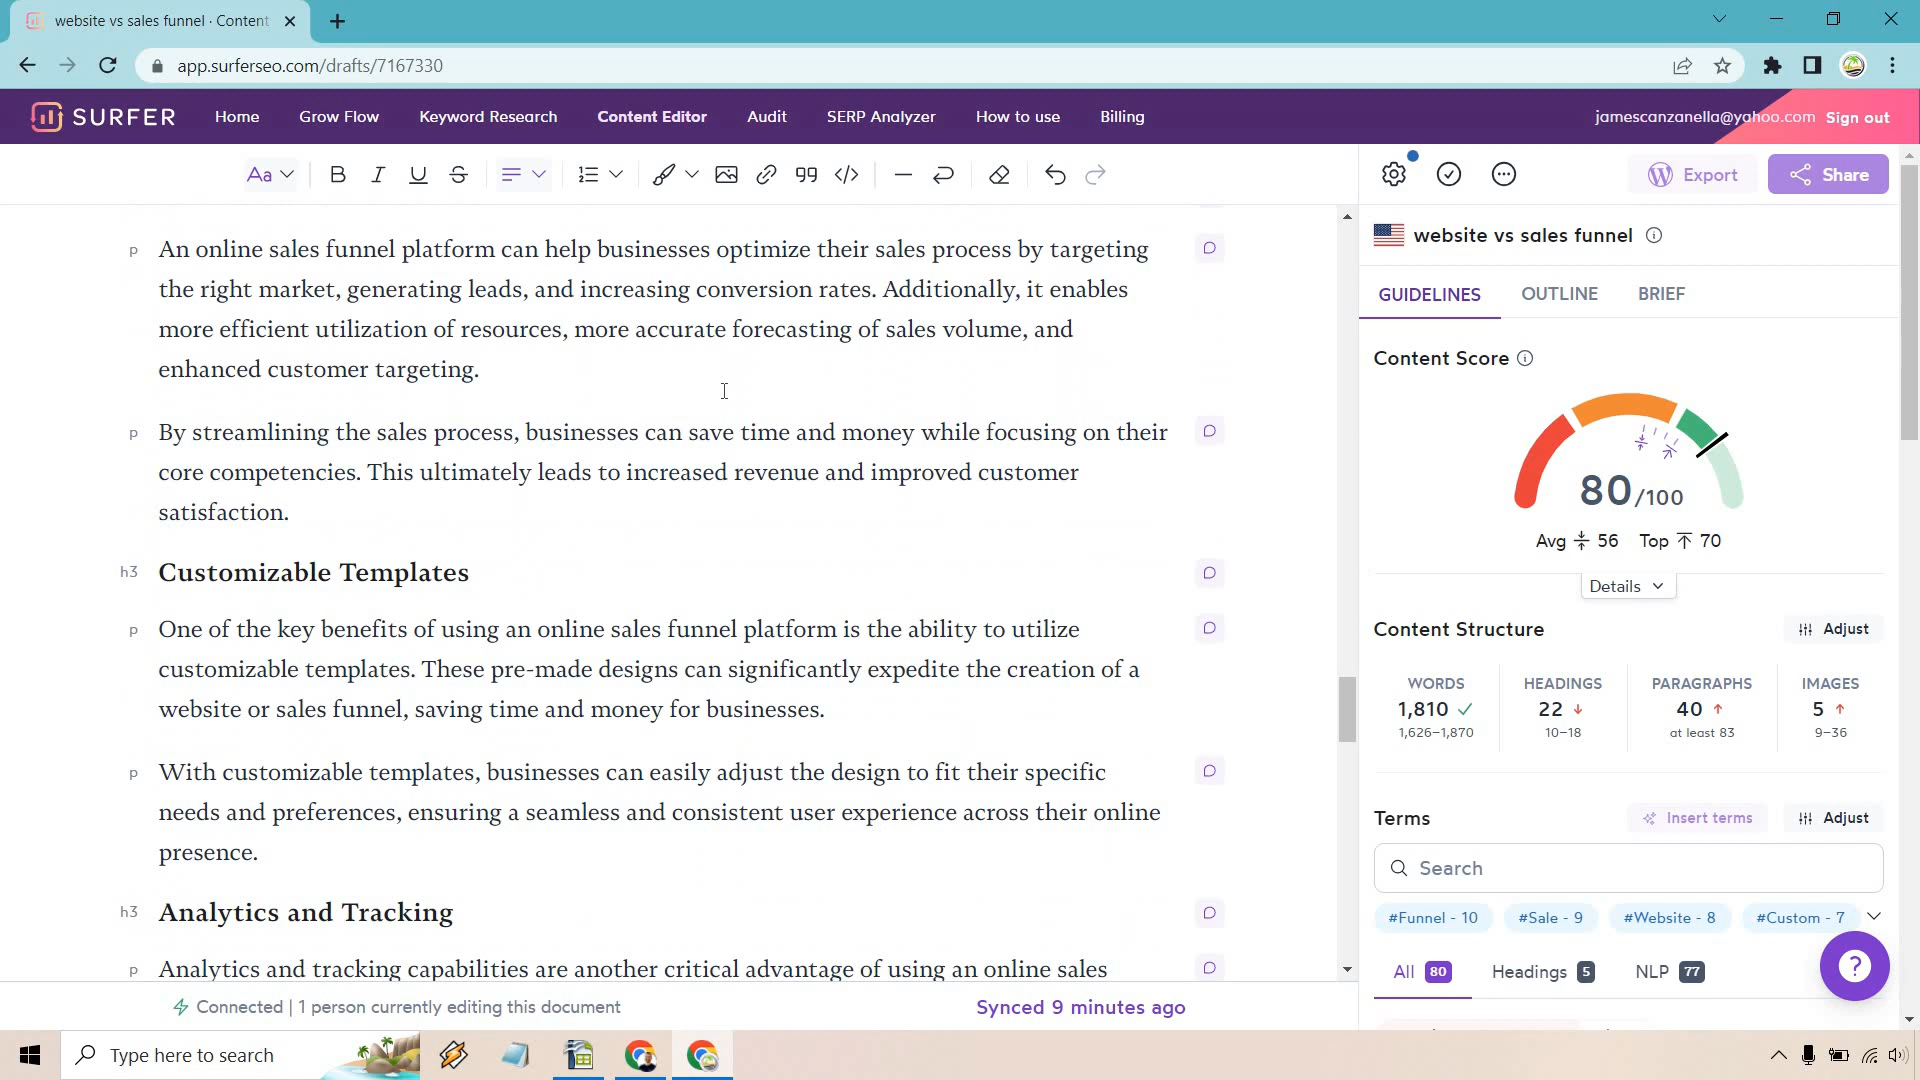 website vs sales funnel · Content
app.surferseo.com/drafts/7167330
SURFER
Home
Grow Flow
Keyword Research
Content Editor
Audit
SERP Analyzer
How to use
Billing
jamescanzanella@yahoo.com
Sign out
Aa
Export
Share
p
An online sales funnel platform can help businesses optimize their sales process by targeting
the right market, generating leads, and increasing conversion rates. Additionally, it enables
more efficient utilization of resources, more accurate forecasting of sales volume, and
enhanced customer targeting.
p
By streamlining the sales process, businesses can save time and money while focusing on their
core competencies. This ultimately leads to increased revenue and improved customer
satisfaction.
h3
Customizable Templates
p
One of the key benefits of using an online sales funnel platform is the ability to utilize
customizable templates. These pre-made designs can significantly expedite the creation of a
website or sales funnel, saving time and money for businesses.
p
With customizable templates, businesses can easily adjust the design to fit their specific
needs and preferences, ensuring a seamless and consistent user experience across their online
presence.
h3
Analytics and Tracking
p
Analytics and tracking capabilities are another critical advantage of using an online sales
Connected | 1 person currently editing this document
Synced 9 minutes ago
website vs sales funnel
GUIDELINES
OUTLINE
BRIEF
Content Score
80/100
Avg 56 Top 70
Details
Content Structure
Adjust
WORDS
1,810
1,626–1,870
HEADINGS
22
10–18
PARAGRAPHS
40
at least 83
IMAGES
5
9–36
Terms
Insert terms
Adjust
Search
#Funnel - 10
#Sale - 9
#Website - 8
#Custom - 7
All 80
Headings 5
NLP 77
?
Type here to search